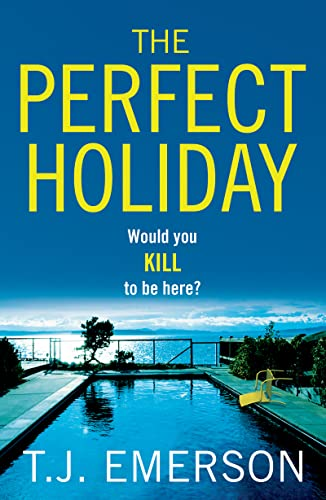 THE
PERFECT
HOLIDAY
Would you
KILL
to be here?
T.J. EMERSON